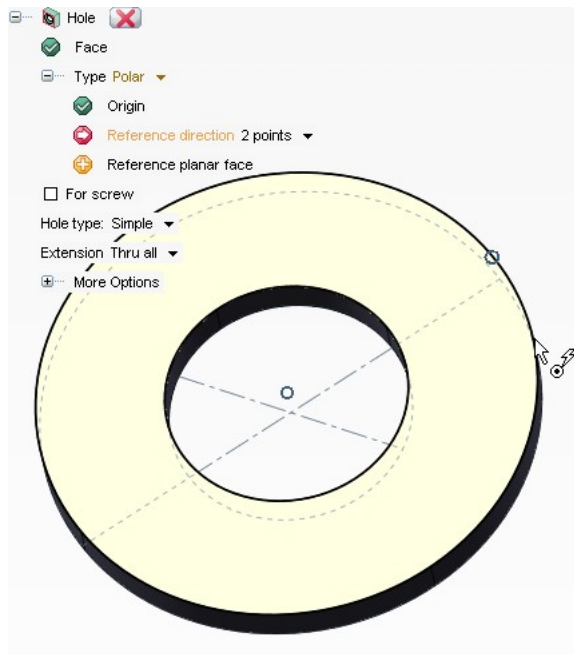 Hole
Face
Type Polar
Origin
Reference direction 2 points
Reference planar face
For screw
Hole type: Simple
Extension Thru all
More Options